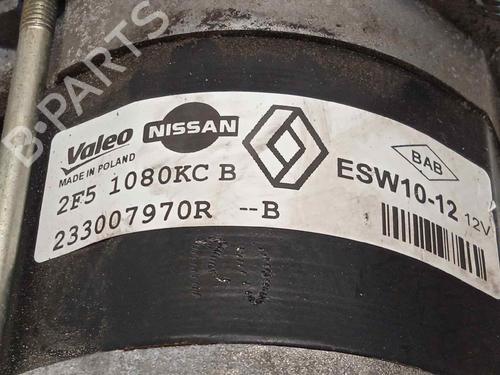 Valeo
MADE IN POLAND
NISSAN
BAB
2F5 1080KC B
ESW10-12 12V
233007970R --B
B-PARTS